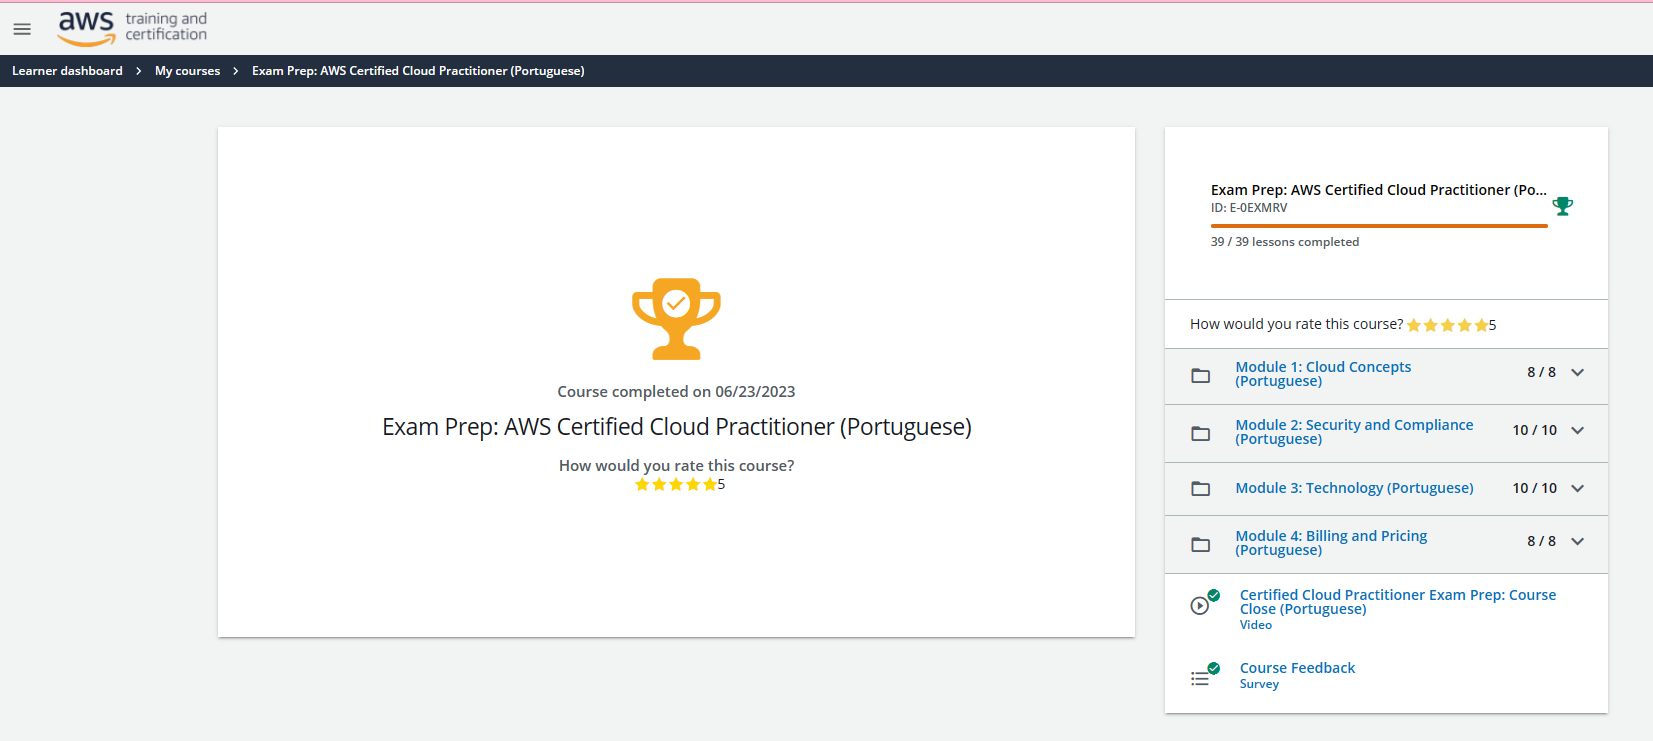 aws training and
certification
Learner dashboard > My courses > Exam Prep: AWS Certified Cloud Practitioner (Portuguese)
Course completed on 06/23/2023
Exam Prep: AWS Certified Cloud Practitioner (Portuguese)
How would you rate this course?
5
Exam Prep: AWS Certified Cloud Practitioner (Po...
ID: E-0EXMRV
39 / 39 lessons completed
How would you rate this course? 5
Module 1: Cloud Concepts
(Portuguese)
8 / 8
Module 2: Security and Compliance
(Portuguese)
10 / 10
Module 3: Technology (Portuguese)
10 / 10
Module 4: Billing and Pricing
(Portuguese)
8 / 8
Certified Cloud Practitioner Exam Prep: Course
Close (Portuguese)
Video
Course Feedback
Survey